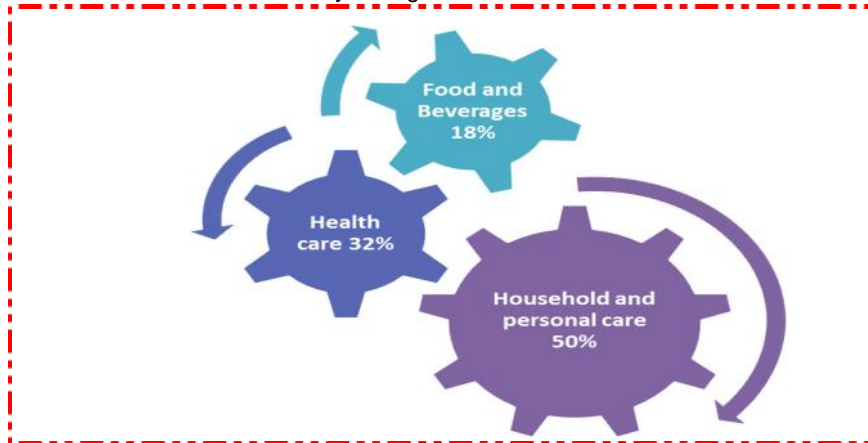 Food and
Beverages
18%
Health
care 32%
Household and
personal care
50%